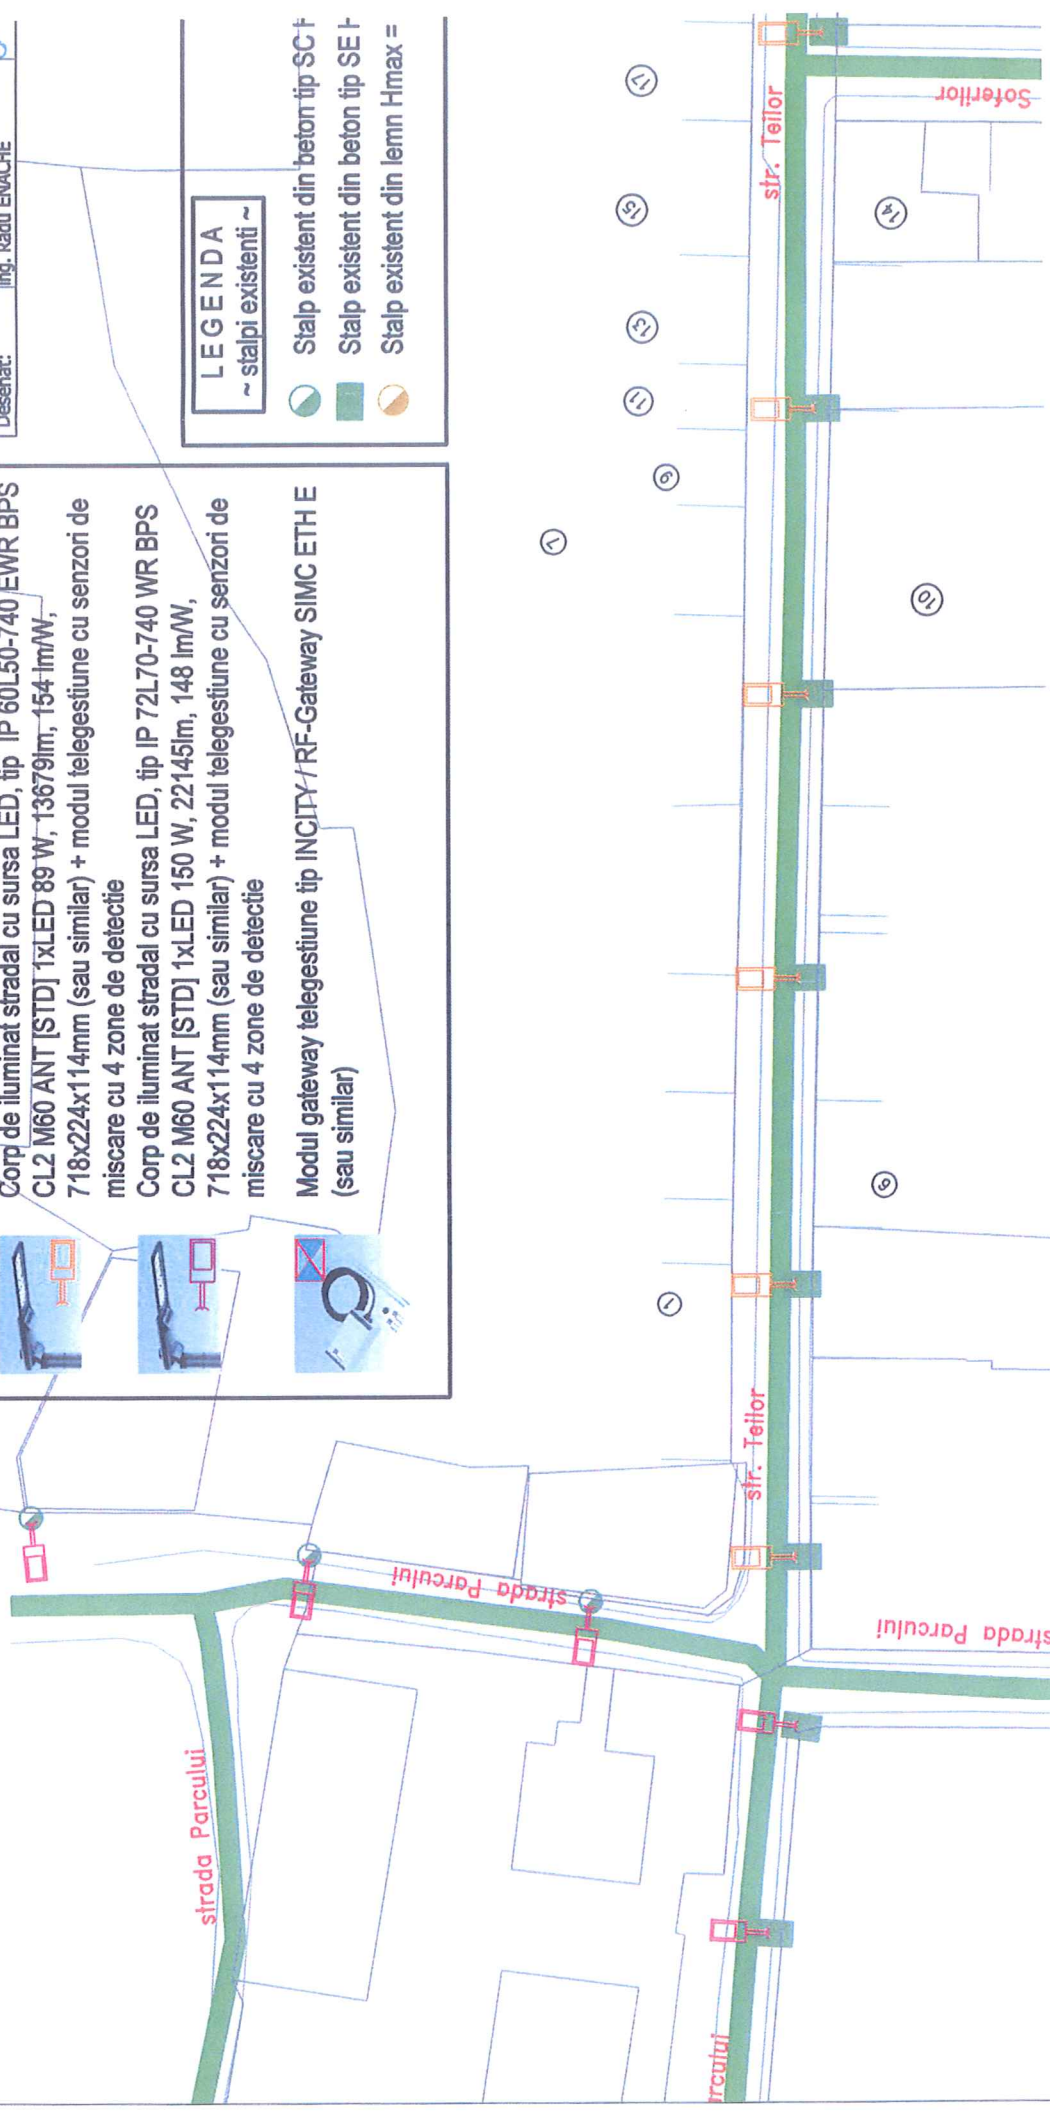 Desenat:
Ing. Radu ENACHE
LEGENDA
~ stalpi existenti ~
Stalp existent din beton tip SC
Stalp existent din beton tip SE
Stalp existent din lemn Hmax =
Corp de iluminat stradal cu sursa LED, tip IP 60L50-740 EWR BPS
CL2 M60 ANT [STD] 1xLED 89 W, 13679lm, 154 lm/W,
718x224x114mm (sau similar) + modul telegestiune cu senzori de
miscare cu 4 zone de detectie
Corp de iluminat stradal cu sursa LED, tip IP 72L70-740 WR BPS
CL2 M60 ANT [STD] 1xLED 150 W, 22145lm, 148 lm/W,
718x224x114mm (sau similar) + modul telegestiune cu senzori de
miscare cu 4 zone de detectie
Modul gateway telegestiune tip INCITY / RF-Gateway SIMC ETH E
(sau similar)
strada Parcului
strada Parcului
strada Parcului
rcului
str. Teilor
str. Teilor
Soferilor
1
7
9
11
13
15
17
6
10
14